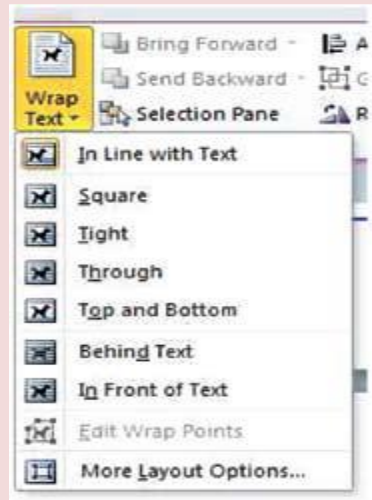 Bring Forward
Send Backward
Wrap Text
Selection Pane
A
G
R
In Line with Text
Square
Tight
Through
Top and Bottom
Behind Text
In Front of Text
Edit Wrap Points
More Layout Options...